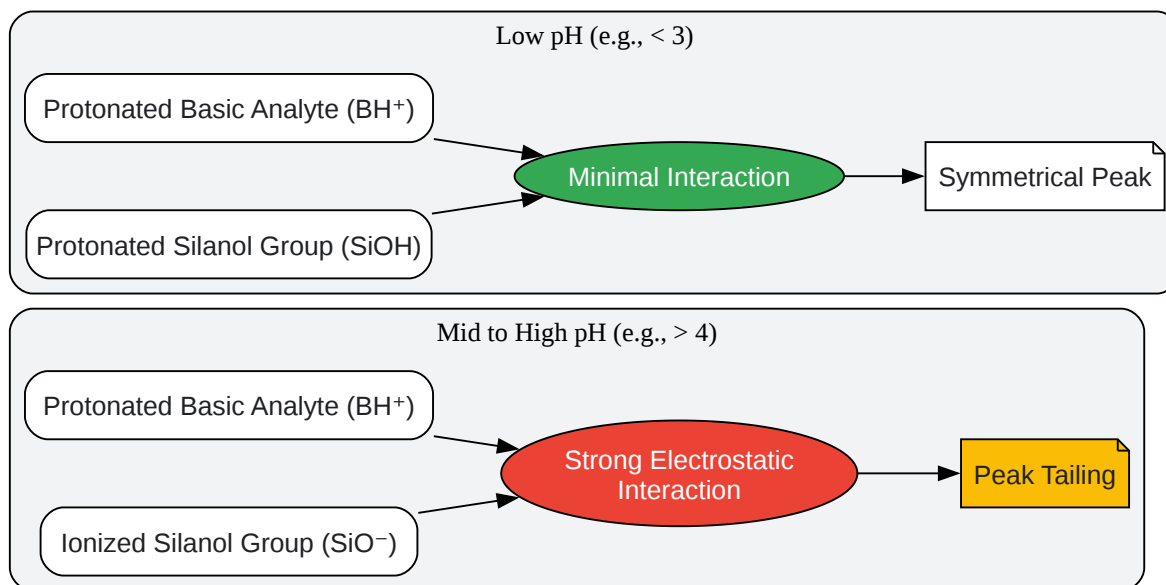 Low pH (e.g., < 3)
Protonated Basic Analyte (BH⁺)
Minimal Interaction
Symmetrical Peak
Protonated Silanol Group (SiOH)
Mid to High pH (e.g., > 4)
Protonated Basic Analyte (BH⁺)
Strong Electrostatic
Interaction
Peak Tailing
Ionized Silanol Group (SiO⁻)